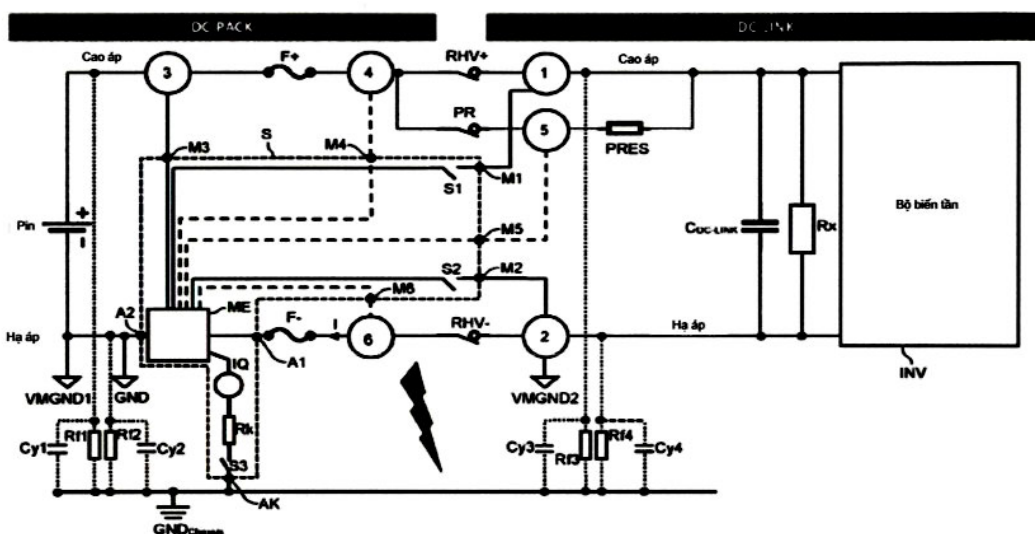 DC PACK
DC LINK
Cao áp
3
F+
4
RHV+
1
Cao áp
PR
5
PRES
M3
S
M4
S1
M1
Pin
+
M5
CDC-LINK
Rx
Bộ biến tần
S2
M2
M6
A2
ME
F-
I
6
RHV-
2
Hạ áp
Hạ áp
A1
IQ
INV
VMGND1
GND
VMGND2
Rk
Cy1
Rf1
Rf2
Cy2
S3
Cy3
Rf3
Rf4
Cy4
AK